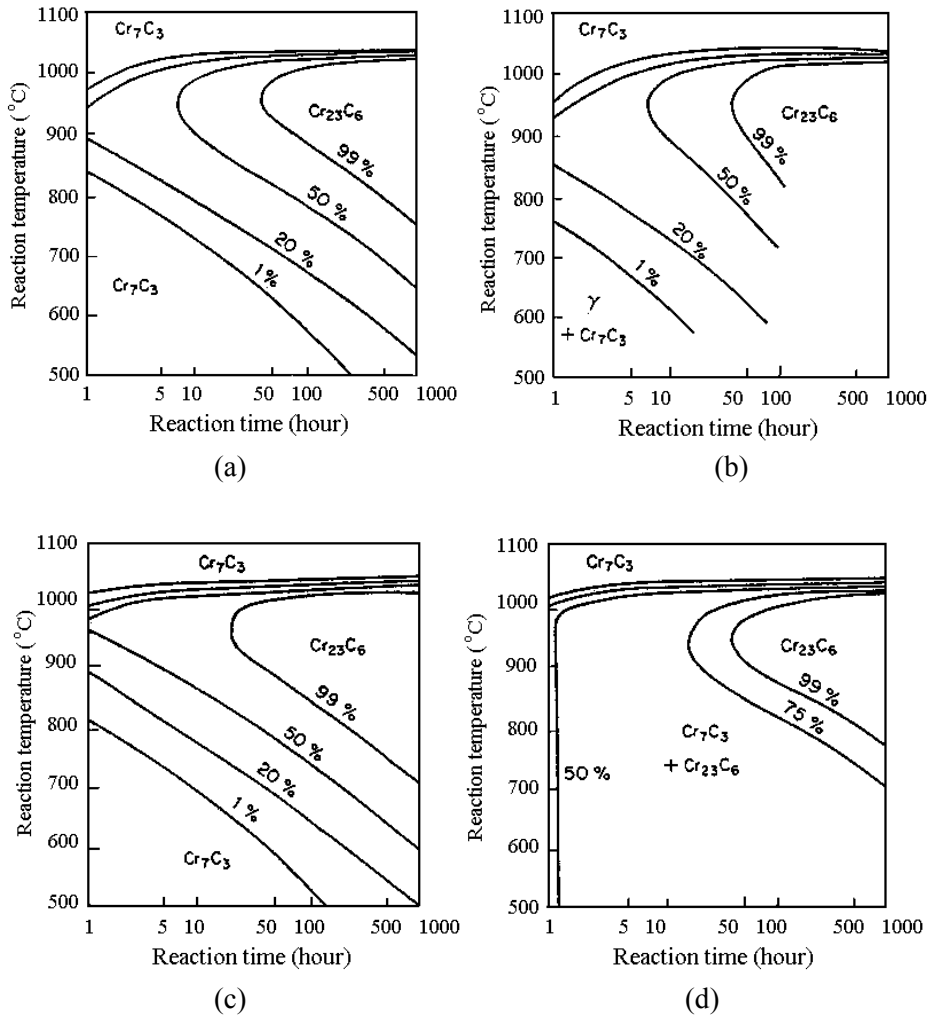 1100
1000
900
800
700
600
500
Reaction temperature (°C)
Cr₇C₃
Cr₂₃C₆
99 %
50 %
20 %
1 %
Cr₇C₃
1 5 10 50 100 500 1000
Reaction time (hour)
(a)
1100
1000
900
800
700
600
500
Reaction temperature (°C)
Cr₇C₃
Cr₂₃C₆
99 %
50 %
20 %
1 %
γ
+ Cr₇C₃
1 5 10 50 100 500 1000
Reaction time (hour)
(b)
1100
1000
900
800
700
600
500
Reaction temperature (°C)
Cr₇C₃
Cr₂₃C₆
99 %
50 %
20 %
1 %
Cr₇C₃
1 5 10 50 100 500 1000
Reaction time (hour)
(c)
1100
1000
900
800
700
600
500
Reaction temperature (°C)
Cr₇C₃
Cr₂₃C₆
99 %
75 %
Cr₇C₃
+ Cr₂₃C₆
50 %
1 5 10 50 100 500 1000
Reaction time (hour)
(d)